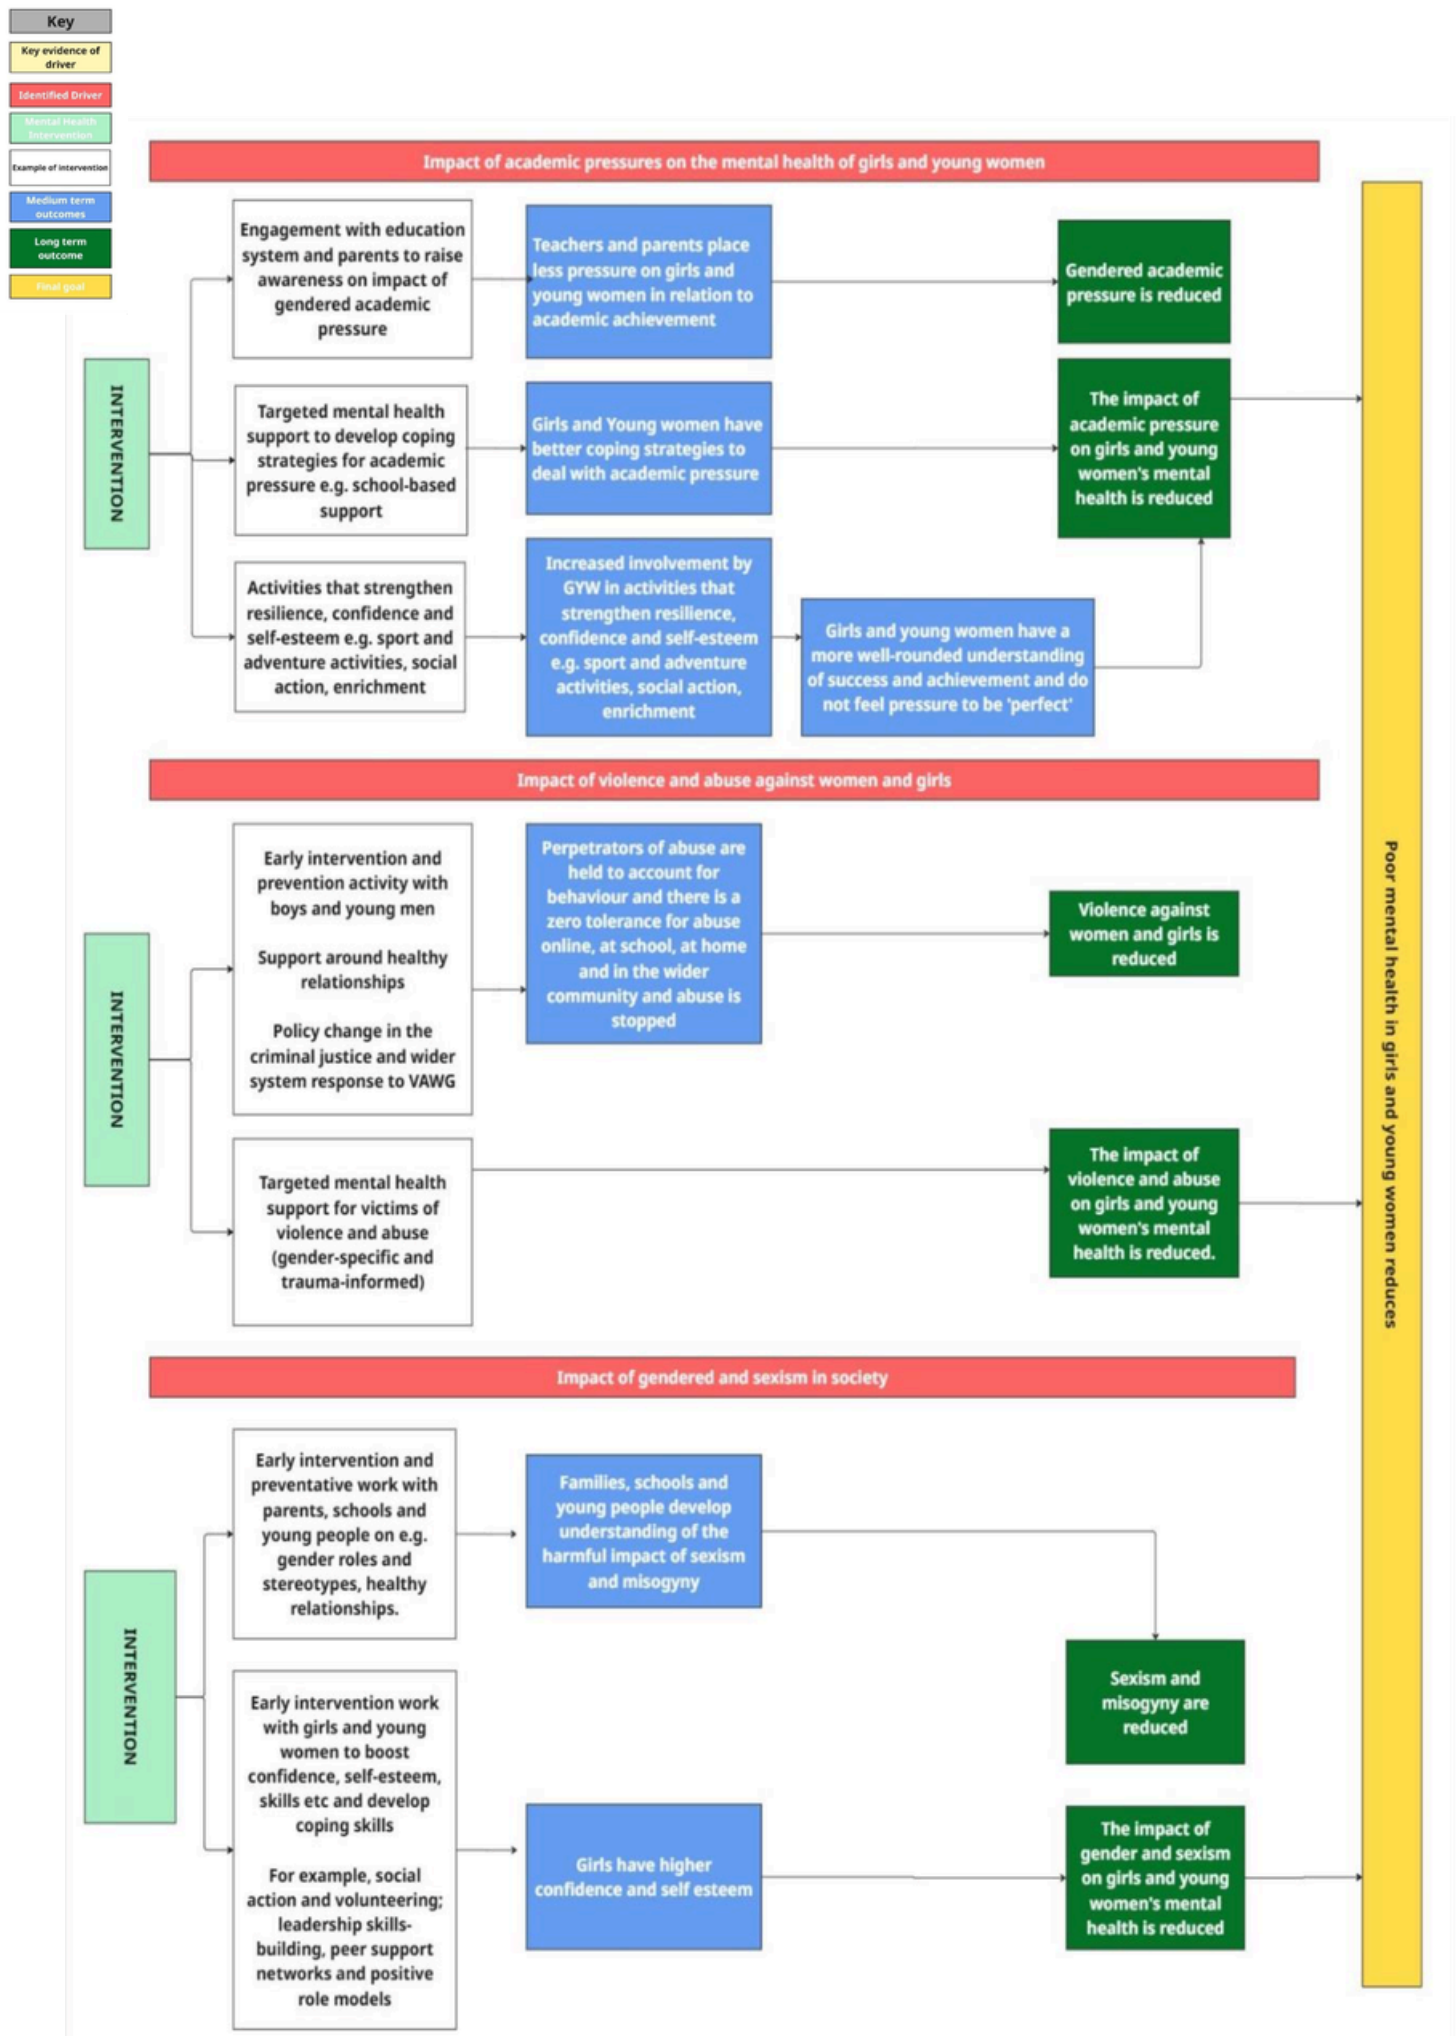 Key
Key evidence of
driver
Identified Driver
Mental Health
Intervention
Example of intervention
Medium term
outcomes
Long term
outcome
Final goal
Impact of academic pressures on the mental health of girls and young women
INTERVENTION
Engagement with education
system and parents to raise
awareness on impact of
gendered academic
pressure
Teachers and parents place
less pressure on girls and
young women in relation to
academic achievement
Gendered academic
pressure is reduced
Targeted mental health
support to develop coping
strategies for academic
pressure e.g. school-based
support
Girls and Young women have
better coping strategies to
deal with academic pressure
The impact of
academic pressure
on girls and young
women's mental
health is reduced
Activities that strengthen
resilience, confidence and
self-esteem e.g. sport and
adventure activities, social
action, enrichment
Increased involvement by
GYW in activities that
strengthen resilience,
confidence and self-esteem
e.g. sport and adventure
activities, social action,
enrichment
Girls and young women have a
more well-rounded understanding
of success and achievement and do
not feel pressure to be 'perfect'
Impact of violence and abuse against women and girls
INTERVENTION
Early intervention and
prevention activity with
boys and young men
Support around healthy
relationships
Policy change in the
criminal justice and wider
system response to VAWG
Perpetrators of abuse are
held to account for
behaviour and there is a
zero tolerance for abuse
online, at school, at home
and in the wider
community and abuse is
stopped
Violence against
women and girls is
reduced
Targeted mental health
support for victims of
violence and abuse
(gender-specific and
trauma-informed)
The impact of
violence and abuse
on girls and young
women's mental
health is reduced.
Impact of gendered and sexism in society
INTERVENTION
Early intervention and
preventative work with
parents, schools and
young people on e.g.
gender roles and
stereotypes, healthy
relationships.
Families, schools and
young people develop
understanding of the
harmful impact of sexism
and misogyny
Sexism and
misogyny are
reduced
Early intervention work
with girls and young
women to boost
confidence, self-esteem,
skills etc and develop
coping skills
For example, social
action and volunteering;
leadership skills-
building, peer support
networks and positive
role models
Girls have higher
confidence and self esteem
The impact of
gender and sexism
on girls and young
women's mental
health is reduced
Poor mental health in girls and young women reduces